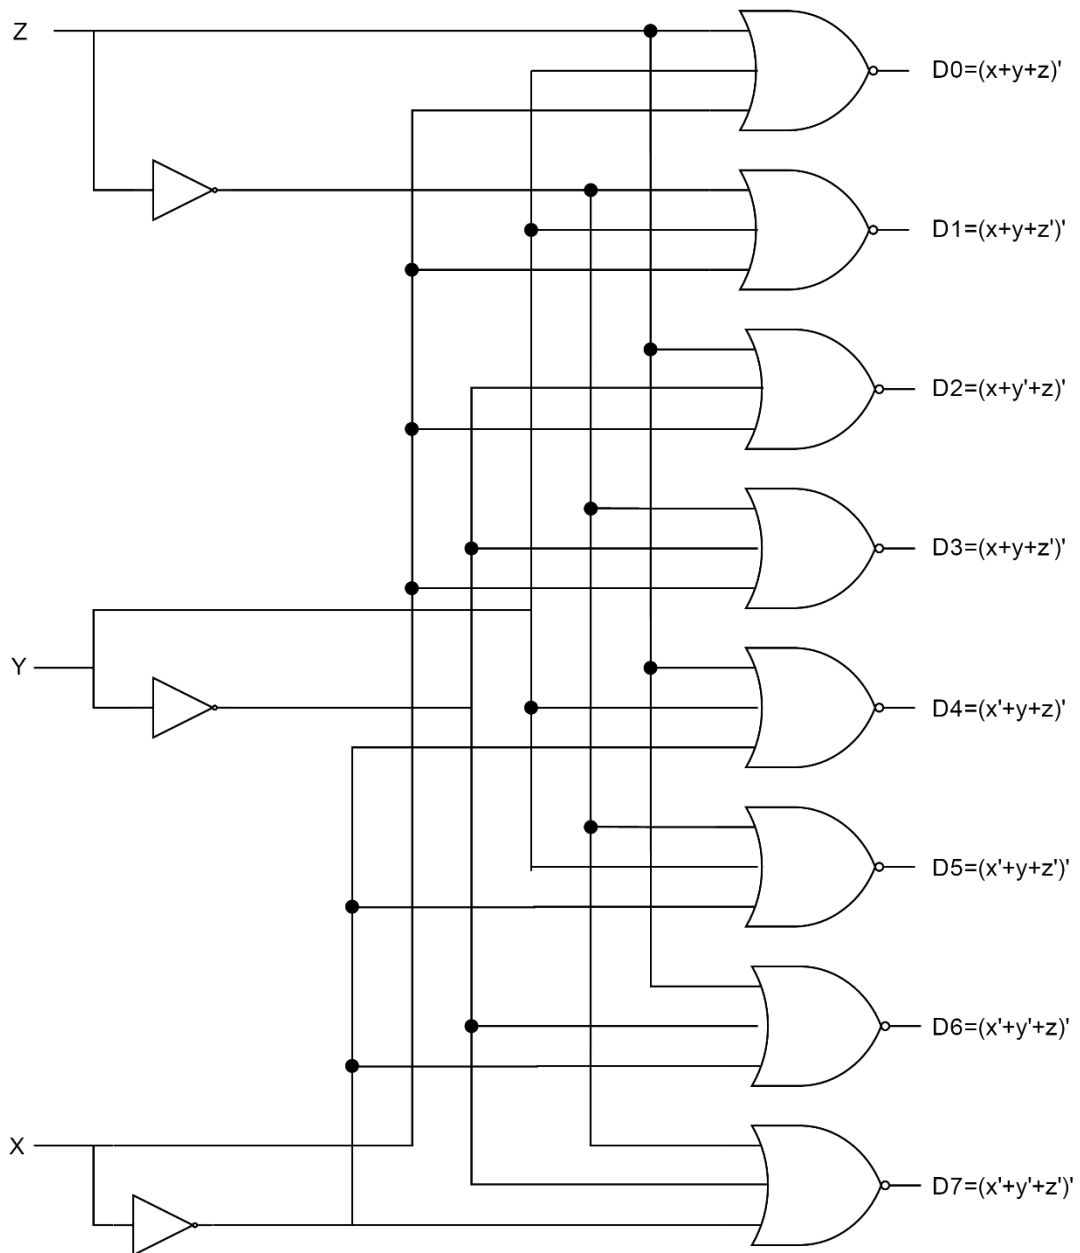 Z
D0=(x+y+z)'
D1=(x+y+z')'
D2=(x+y'+z)'
D3=(x+y+z')'
Y
D4=(x'+y+z)'
D5=(x'+y+z')'
D6=(x'+y'+z)'
X
D7=(x'+y'+z')'